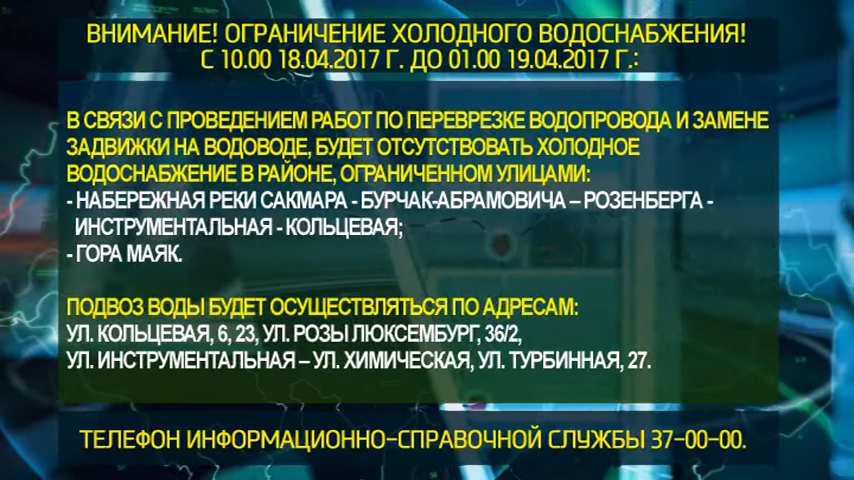 ВНИМАНИЕ! ОГРАНИЧЕНИЕ ХОЛОДНОГО ВОДОСНАБЖЕНИЯ!
С 10.00 18.04.2017 Г. ДО 01.00 19.04.2017 Г.:
В СВЯЗИ С ПРОВЕДЕНИЕМ РАБОТ ПО ПЕРЕВРЕЗКЕ ВОДОПРОВОДА И ЗАМЕНЕ
ЗАДВИЖКИ НА ВОДОВОДЕ, БУДЕТ ОТСУТСТВОВАТЬ ХОЛОДНОЕ
ВОДОСНАБЖЕНИЕ В РАЙОНЕ, ОГРАНИЧЕННОМ УЛИЦАМИ:
- НАБЕРЕЖНАЯ РЕКИ САКМАРА - БУРЧАК-АБРАМОВИЧА – РОЗЕНБЕРГА -
ИНСТРУМЕНТАЛЬНАЯ - КОЛЬЦЕВАЯ;
- ГОРА МАЯК.
ПОДВОЗ ВОДЫ БУДЕТ ОСУЩЕСТВЛЯТЬСЯ ПО АДРЕСАМ:
УЛ. КОЛЬЦЕВАЯ, 6, 23, УЛ. РОЗЫ ЛЮКСЕМБУРГ, 36/2,
УЛ. ИНСТРУМЕНТАЛЬНАЯ – УЛ. ХИМИЧЕСКАЯ, УЛ. ТУРБИННАЯ, 27.
ТЕЛЕФОН ИНФОРМАЦИОННО-СПРАВОЧНОЙ СЛУЖБЫ 37-00-00.